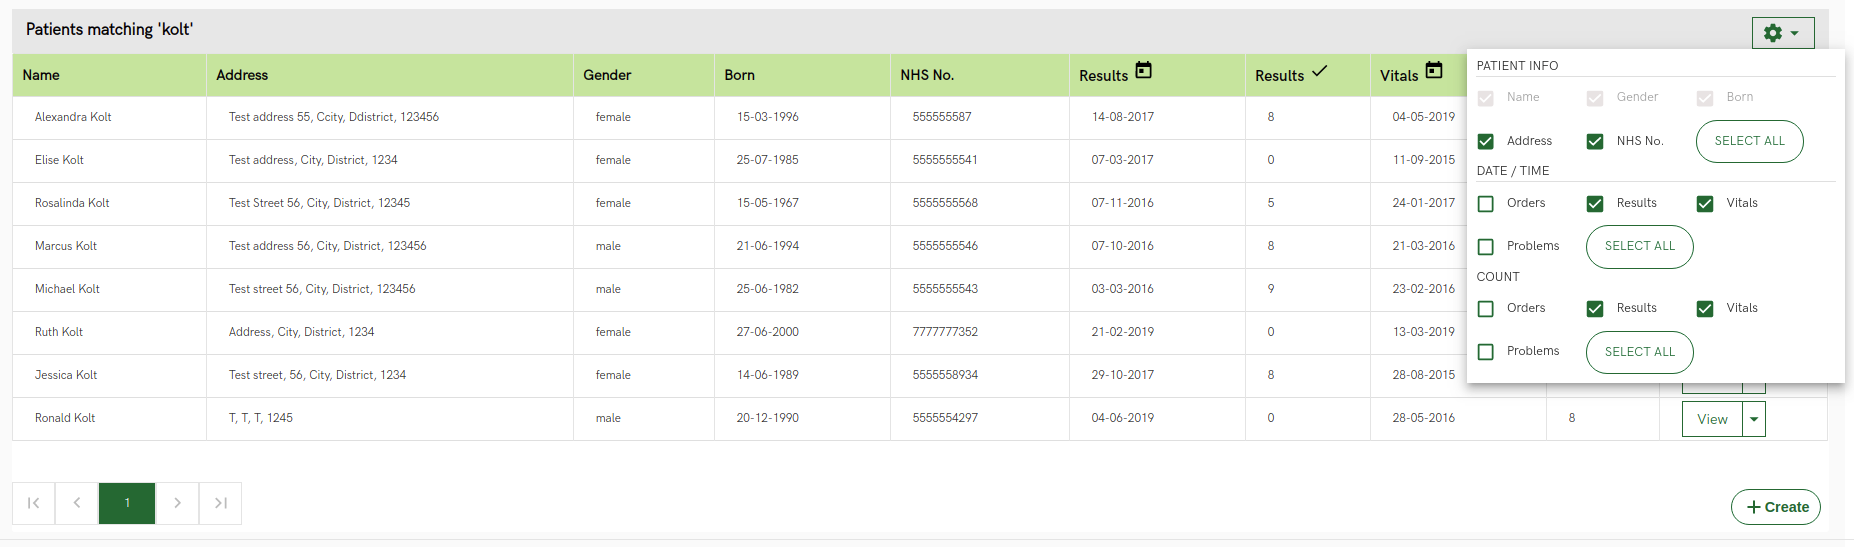 Patients matching 'kolt'
Name Address Gender Born NHS No. Results Results Vitals
Alexandra Kolt Test address 55, Ccity, Ddistrict, 123456 female 15-03-1996 555555587 14-08-2017 8 04-05-2019
Elise Kolt Test address, City, District, 1234 female 25-07-1985 5555555541 07-03-2017 0 11-09-2015
Rosalinda Kolt Test Street 56, City, District, 12345 female 15-05-1967 5555555568 07-11-2016 5 24-01-2017
Marcus Kolt Test address 56, City, District, 123456 male 21-06-1994 5555555546 07-10-2016 8 21-03-2016
Michael Kolt Test street 56, City, District, 123456 male 25-06-1982 5555555543 03-03-2016 9 23-02-2016
Ruth Kolt Address, City, District, 1234 female 27-06-2000 7777777352 21-02-2019 0 13-03-2019
Jessica Kolt Test street, 56, City, District, 1234 female 14-06-1989 5555558934 29-10-2017 8 28-08-2015
Ronald Kolt T, T, T, 1245 male 20-12-1990 5555554297 04-06-2019 0 28-05-2016 8 View
PATIENT INFO
Name Gender Born
Address NHS No. SELECT ALL
DATE / TIME
Orders Results Vitals
Problems SELECT ALL
COUNT
Orders Results Vitals
Problems SELECT ALL
1
Create